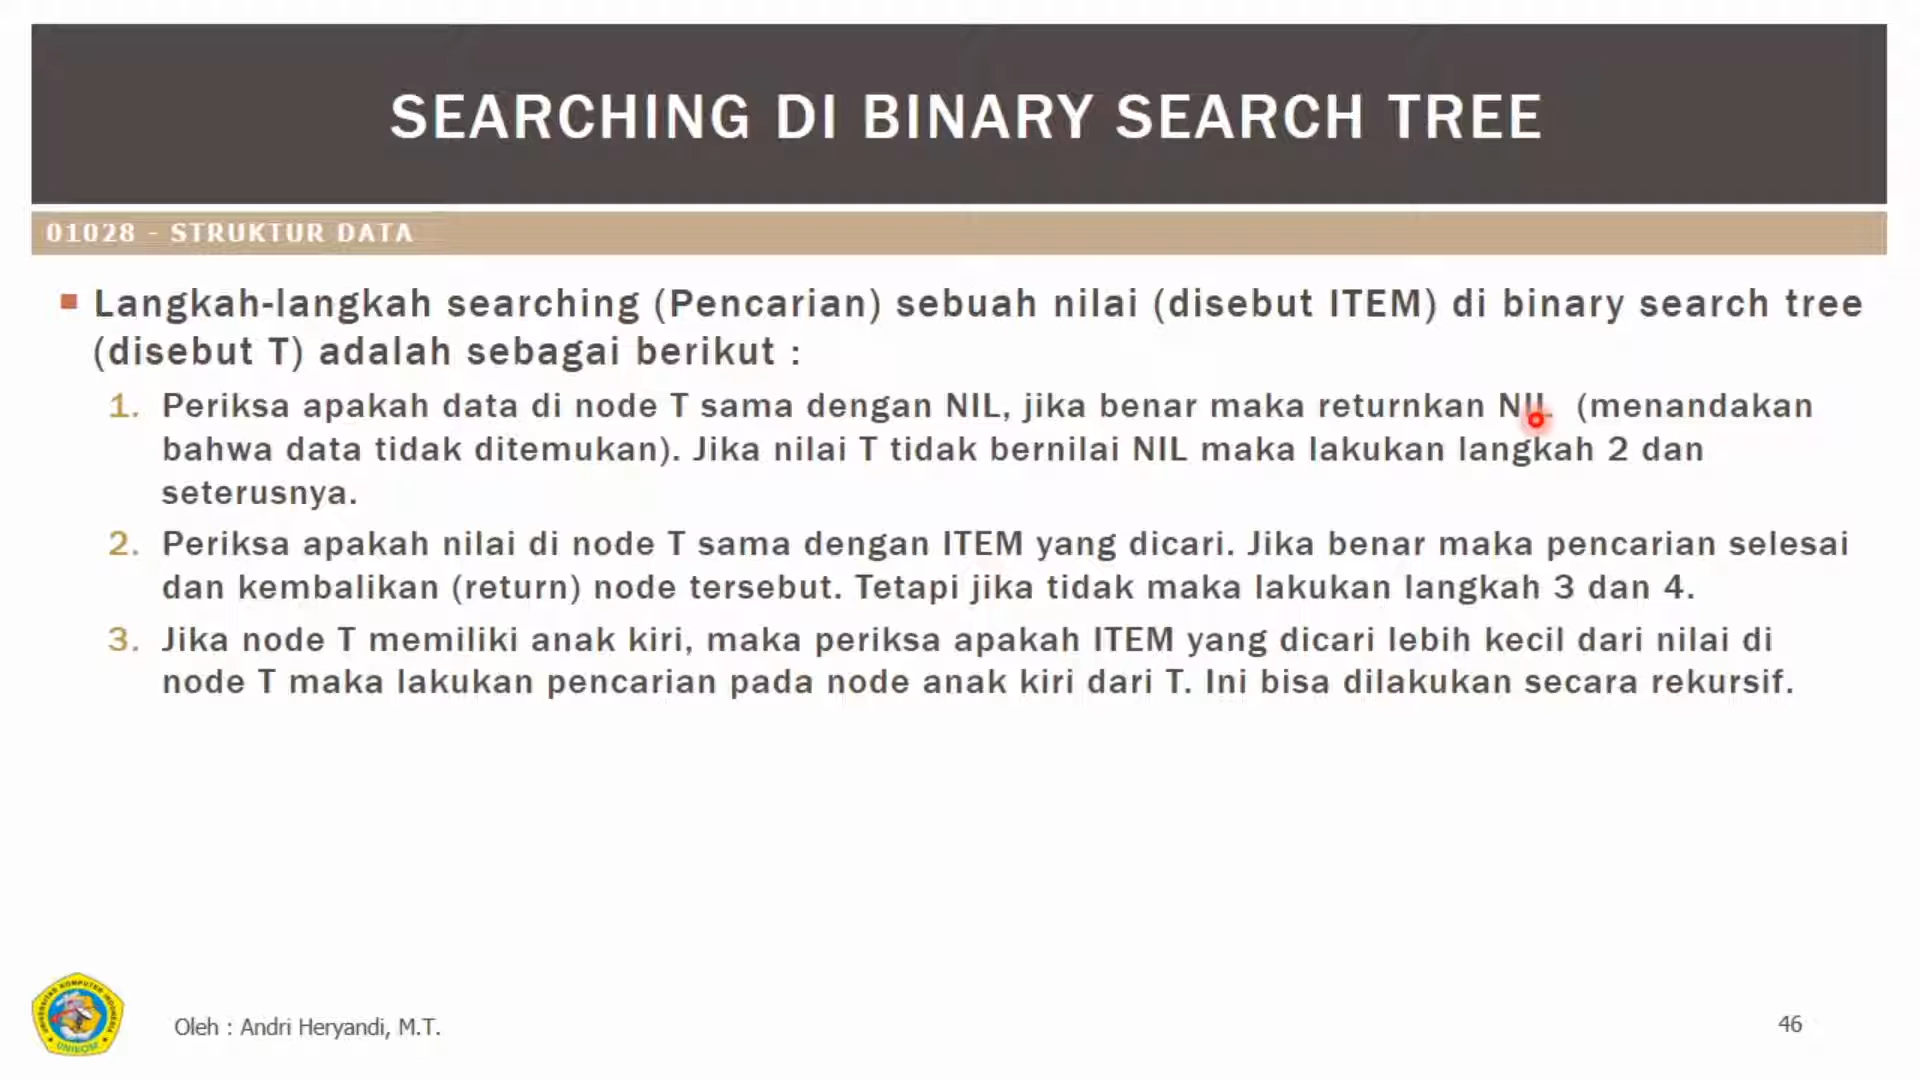 SEARCHING DI BINARY SEARCH TREE
01028 - STRUKTUR DATA
Langkah-langkah searching (Pencarian) sebuah nilai (disebut ITEM) di binary search tree
(disebut T) adalah sebagai berikut :
1. Periksa apakah data di node T sama dengan NIL, jika benar maka returnkan NIL (menandakan
bahwa data tidak ditemukan). Jika nilai T tidak bernilai NIL maka lakukan langkah 2 dan
seterusnya.
2. Periksa apakah nilai di node T sama dengan ITEM yang dicari. Jika benar maka pencarian selesai
dan kembalikan (return) node tersebut. Tetapi jika tidak maka lakukan langkah 3 dan 4.
3. Jika node T memiliki anak kiri, maka periksa apakah ITEM yang dicari lebih kecil dari nilai di
node T maka lakukan pencarian pada node anak kiri dari T. Ini bisa dilakukan secara rekursif.
UNIVERSITAS KOMPUTER INDONESIA
UNIKOM
Oleh : Andri Heryandi, M.T.
46